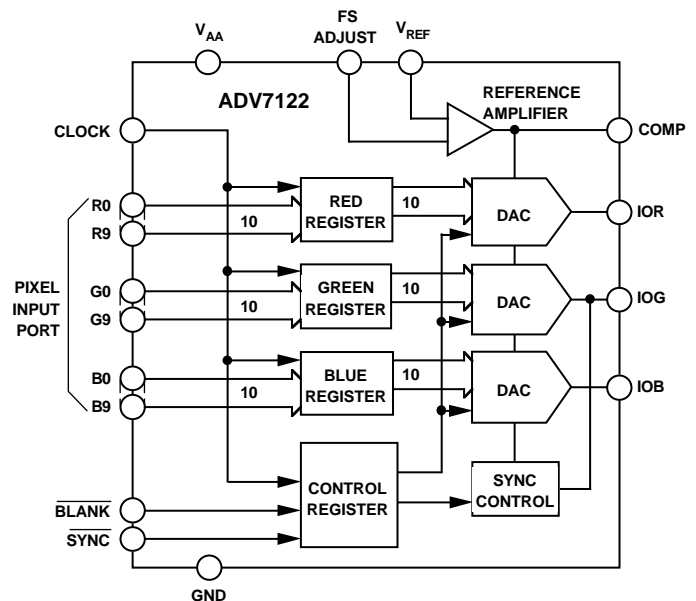 V_AA
FS
ADJUST
V_REF
ADV7122
REFERENCE
AMPLIFIER
CLOCK
COMP
R0
R9
10
RED
REGISTER
10
DAC
IOR
PIXEL
INPUT
PORT
G0
G9
10
GREEN
REGISTER
10
DAC
IOG
B0
B9
10
BLUE
REGISTER
10
DAC
IOB
CONTROL
REGISTER
SYNC
CONTROL
BLANK
SYNC
GND